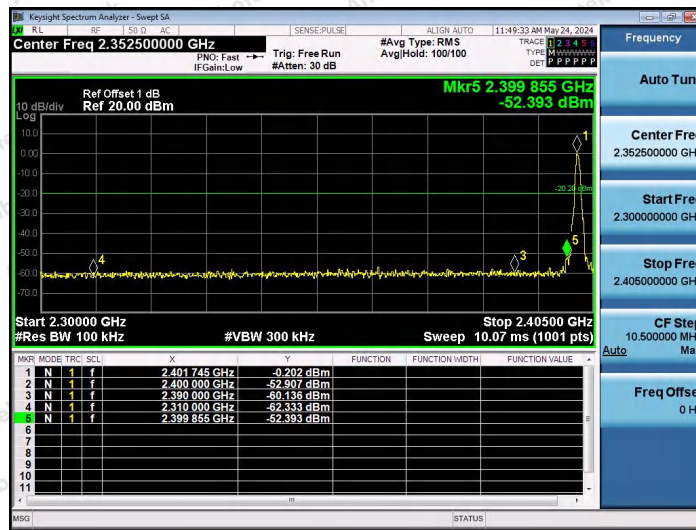 Keysight Spectrum Analyzer - Swept SA
LXI RL RF 50 Ω AC SENSE:PULSE ALIGN AUTO 11:49:33 AM May 24, 2024
Center Freq 2.352500000 GHz
PNO: Fast
IFGain:Low
Trig: Free Run
#Atten: 30 dB
#Avg Type: RMS
Avg|Hold: 100/100
TRACE 1 2 3 4 5 6
TYPE M
DET P P P P P P
Ref Offset 1 dB
10 dB/div Ref 20.00 dBm
Log
Mkr5 2.399 855 GHz
-52.393 dBm
10.0
0.00
-10.0
-20.0
-30.0
-40.0
-50.0
-60.0
-70.0
1
-20.20 dBm
5
3
4
Start 2.30000 GHz Stop 2.40500 GHz
#Res BW 100 kHz #VBW 300 kHz Sweep 10.07 ms (1001 pts)
MKR MODE TRC SCL X Y FUNCTION FUNCTION WIDTH FUNCTION VALUE
1 N 1 f 2.401 745 GHz -0.202 dBm
2 N 1 f 2.400 000 GHz -52.907 dBm
3 N 1 f 2.390 000 GHz -60.136 dBm
4 N 1 f 2.310 000 GHz -62.333 dBm
5 N 1 f 2.399 855 GHz -52.393 dBm
6
7
8
9
10
11
MSG STATUS
Frequency
Auto Tun
Center Fre
2.352500000 GH
Start Fre
2.300000000 GH
Stop Fre
2.405000000 GH
CF Step
10.500000 MH
Auto Ma
Freq Offse
0 H